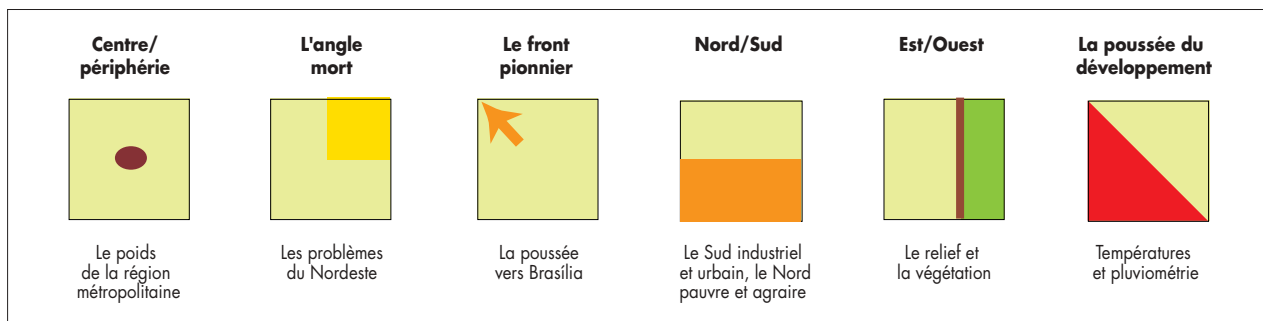 Centre/
périphérie
L'angle
mort
Le front
pionnier
Nord/Sud
Est/Ouest
La poussée du
développement
Le poids
de la région
métropolitaine
Les problèmes
du Nordeste
La poussée
vers Brasília
Le Sud industriel
et urbain, le Nord
pauvre et agraire
Le relief et
la végétation
Températures
et pluviométrie